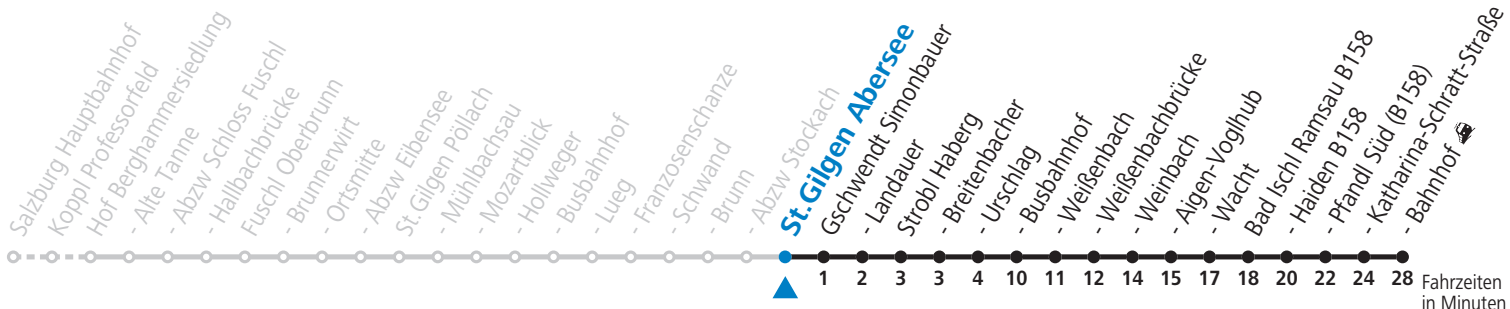 Salzburg Hauptbahnhof
Koppl Professorfeld
Hof Berghammersiedlung
- Alte Tanne
- Abzw Schloss Fuschl
- Hallbachbrücke
Fuschl Oberbrunn
- Brunnenwirt
- Ortsmitte
- Abzw Eibensee
St.Gilgen Pöllach
- Mühlbachsau
- Mozartblick
- Hollweger
- Busbahnhof
- Lueg
- Franzosenschanze
- Schwand
- Brunn
- Abzw Stockach
St.Gilgen Abersee
Gschwendt Simonbauer
- Landauer
Strobl Haberg
- Breitenbacher
- Urschlag
- Busbahnhof
- Weißenbach
- Weißenbachbrücke
- Weinbach
- Aigen-Voglhub
- Wacht
Bad Ischl Ramsau B158
- Haiden B158
- Pfandl Süd (B158)
- Katharina-Schratt-Straße
- Bahnhof
1 2 3 3 4 10 11 12 14 15 17 18 20 22 24 28 Fahrzeiten
in Minuten